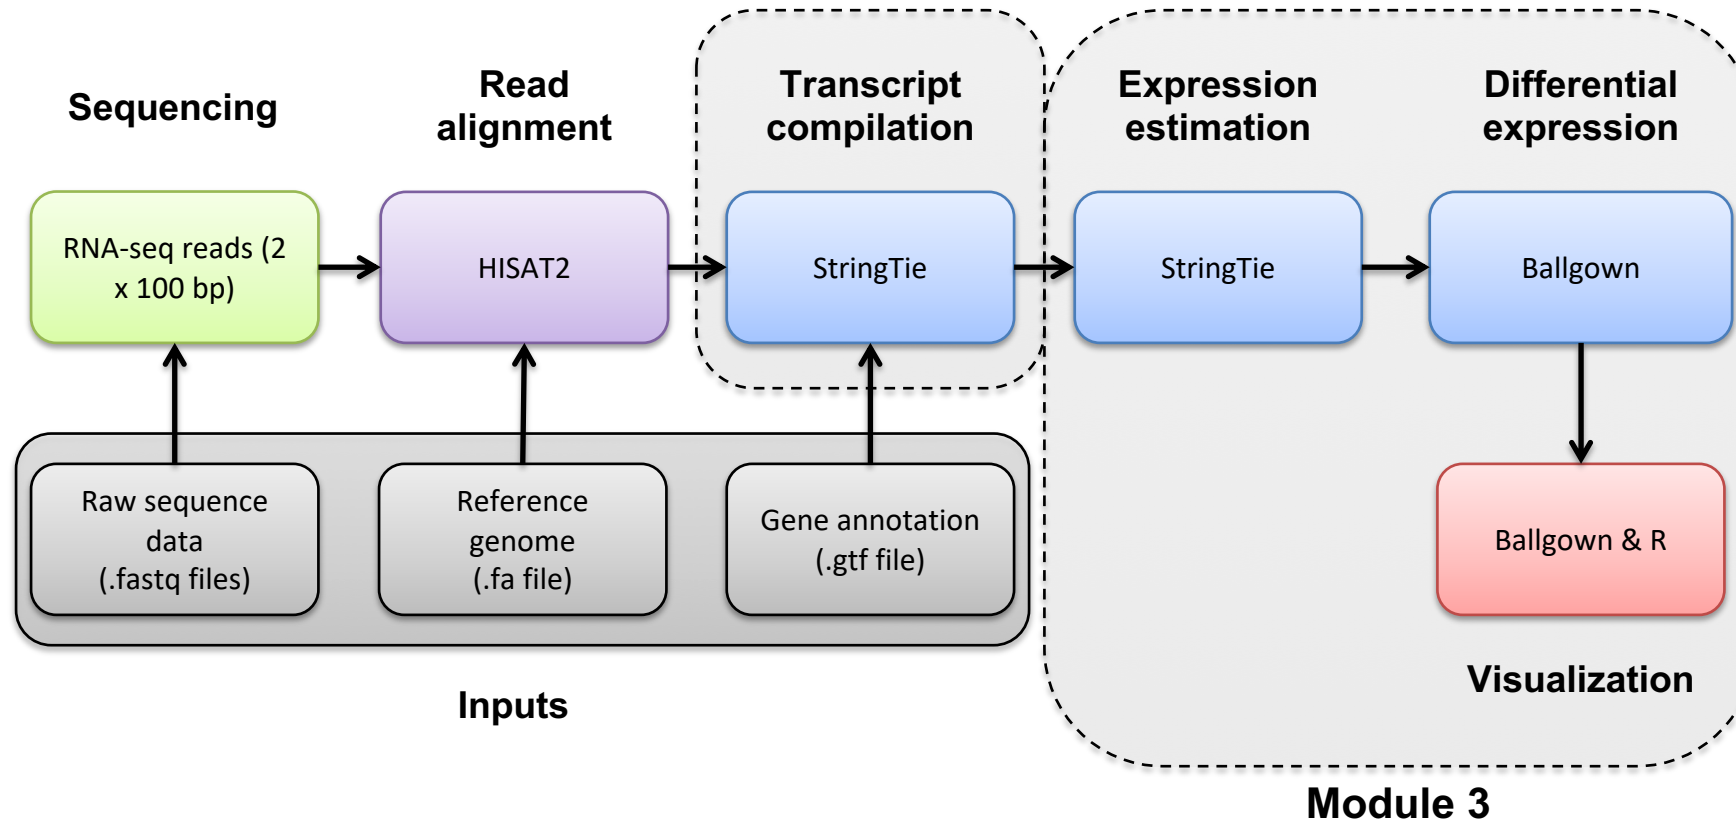 Sequencing
Read
alignment
Transcript
compilation
Expression
estimation
Differential
expression
RNA-seq reads (2
x 100 bp)
HISAT2
StringTie
StringTie
Ballgown
Raw sequence
data
(.fastq files)
Reference
genome
(.fa file)
Gene annotation
(.gtf file)
Ballgown & R
Inputs
Visualization
Module 3